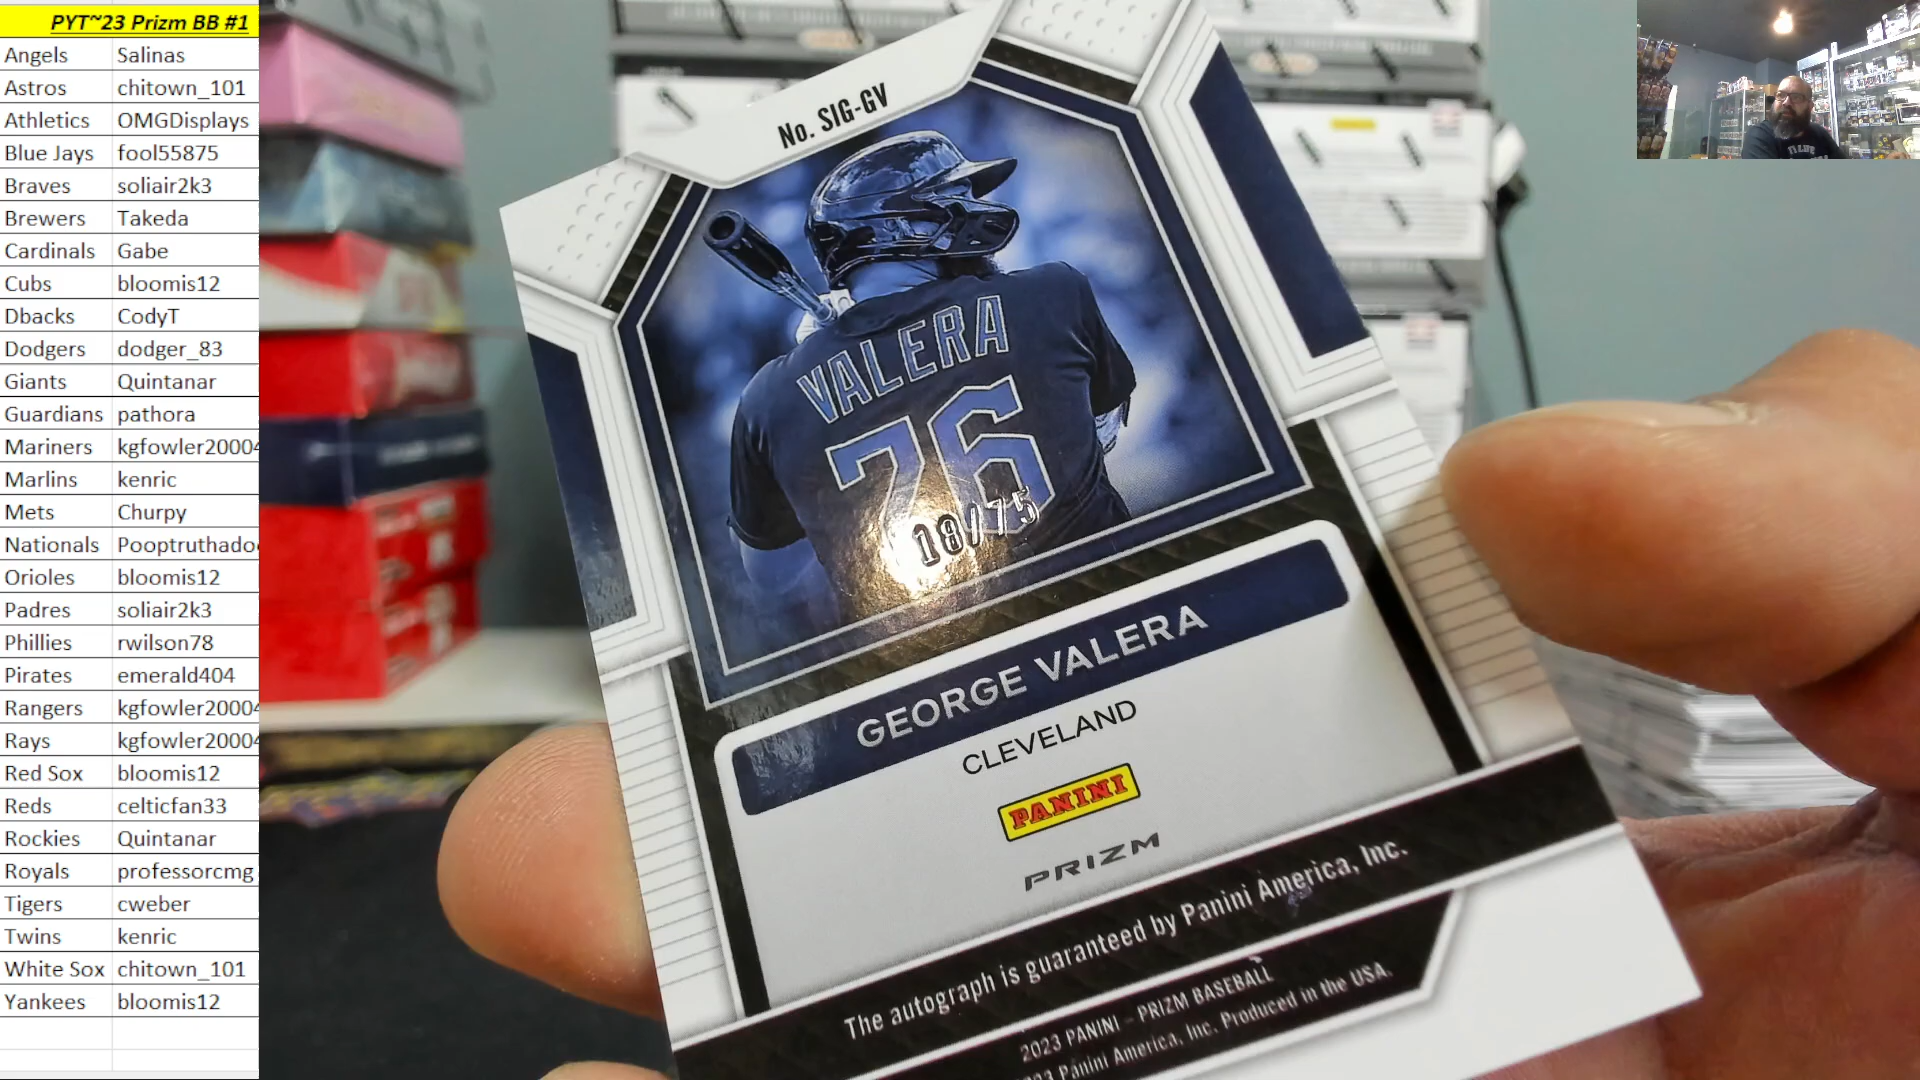 PYT~23 Prizm BB #1
Angels Salinas
Astros chitown_101
Athletics OMGDisplays
Blue Jays fool55875
Braves soliair2k3
Brewers Takeda
Cardinals Gabe
Cubs bloomis12
Dbacks CodyT
Dodgers dodger_83
Giants Quintanar
Guardians pathora
Mariners kgfowler20004
Marlins kenric
Mets Churpy
Nationals Pooptruthado
Orioles bloomis12
Padres soliair2k3
Phillies rwilson78
Pirates emerald404
Rangers kgfowler20004
Rays kgfowler20004
Red Sox bloomis12
Reds celticfan33
Rockies Quintanar
Royals professorcmg
Tigers cweber
Twins kenric
White Sox chitown_101
Yankees bloomis12
No. SIG-GV
VALERA
76
18/75
GEORGE VALERA
CLEVELAND
PANINI
PRIZM
The autograph is guaranteed by Panini America, Inc.
2023 PANINI - PRIZM BASEBALL
Panini America, Inc. Produced in the USA.